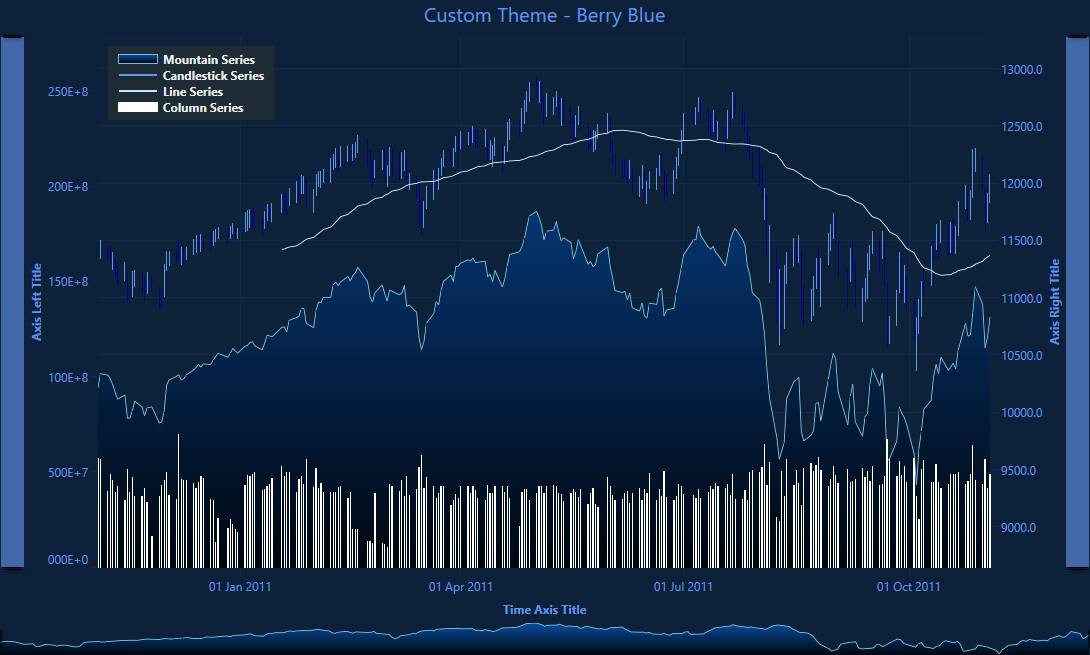 Custom Theme - Berry Blue
Mountain Series
Candlestick Series
Line Series
Column Series
250E+8
200E+8
150E+8
100E+8
500E+7
000E+0
Axis Left Title
13000.0
12500.0
12000.0
11500.0
11000.0
10500.0
10000.0
9500.0
9000.0
Axis Right Title
01 Jan 2011
01 Apr 2011
01 Jul 2011
01 Oct 2011
Time Axis Title